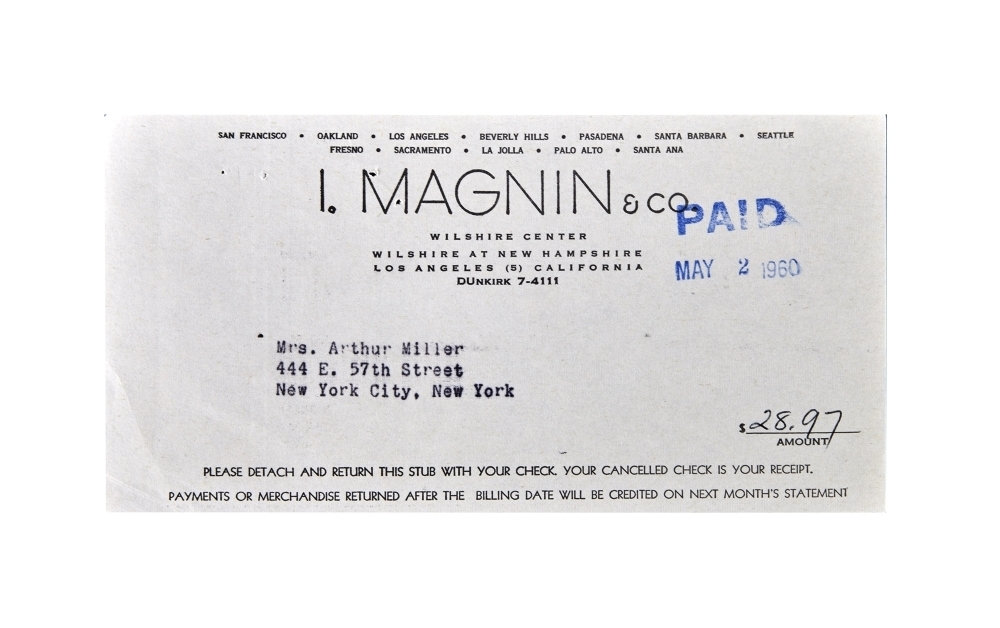 SAN FRANCISCO • OAKLAND • LOS ANGELES • BEVERLY HILLS • PASADENA • SANTA BARBARA • SEATTLE
FRESNO • SACRAMENTO • LA JOLLA • PALO ALTO • SANTA ANA
I. MAGNIN & CO.
PAID
WILSHIRE CENTER
WILSHIRE AT NEW HAMPSHIRE
LOS ANGELES (5) CALIFORNIA
DUNKIRK 7-4111
MAY 2 1960
Mrs. Arthur Miller
444 E. 57th Street
New York City, New York
$ 28.97
AMOUNT
PLEASE DETACH AND RETURN THIS STUB WITH YOUR CHECK. YOUR CANCELLED CHECK IS YOUR RECEIPT.
PAYMENTS OR MERCHANDISE RETURNED AFTER THE BILLING DATE WILL BE CREDITED ON NEXT MONTH'S STATEMENT